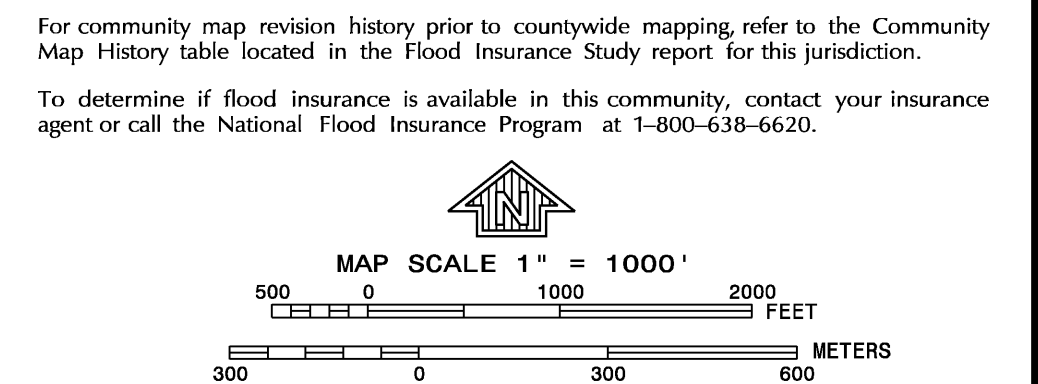 For community map revision history prior to countywide mapping, refer to the Community
Map History table located in the Flood Insurance Study report for this jurisdiction.
To determine if flood insurance is available in this community, contact your insurance
agent or call the National Flood Insurance Program at 1–800–638–6620.
N
MAP SCALE 1" = 1000'
500 0 1000 2000
FEET
METERS
300 0 300 600